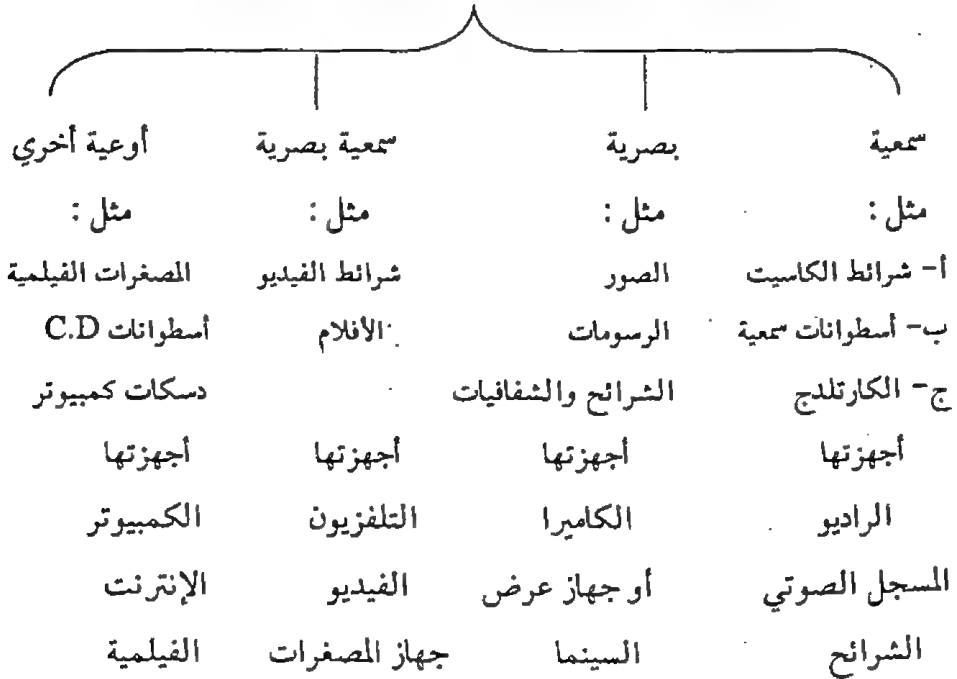 سمعية بصرية سمعية بصرية أوعية أخري
مثل : مثل : مثل : مثل :
أ- شرائط الكاسيت الصور شرائط الفيديو المصغرات الفيلمية
ب- أسطوانات سمعية الرسومات الأفلام أسطوانات C.D
ج- الكارتلدج الشرائح والشفافيات دسكات كمبيوتر
أجهزتها أجهزتها أجهزتها أجهزتها
الراديو الكاميرا التلفزيون الكمبيوتر
المسجل الصوتي أو جهاز عرض الفيديو الإنترنت
الشرائح السينما جهاز المصغرات الفيلمية